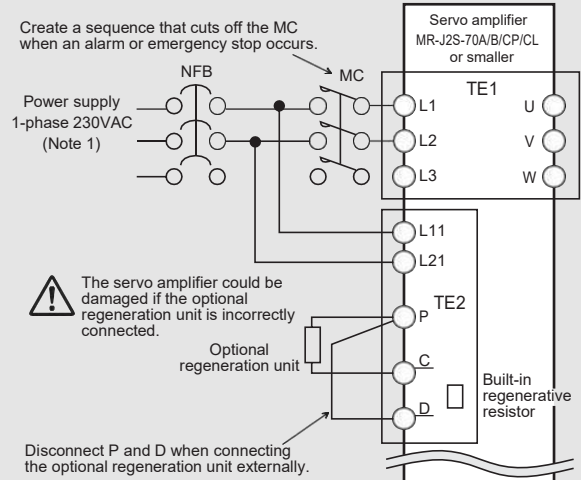 Create a sequence that cuts off the MC
when an alarm or emergency stop occurs.
Servo amplifier
MR-J2S-70A/B/CP/CL
or smaller
NFB
MC
TE1
Power supply
1-phase 230VAC
(Note 1)
L1
U
L2
V
L3
W
L11
L21
The servo amplifier could be
damaged if the optional
regeneration unit is incorrectly
connected.
TE2
P
Optional
regeneration unit
C
D
Built-in
regenerative
resistor
Disconnect P and D when connecting
the optional regeneration unit externally.